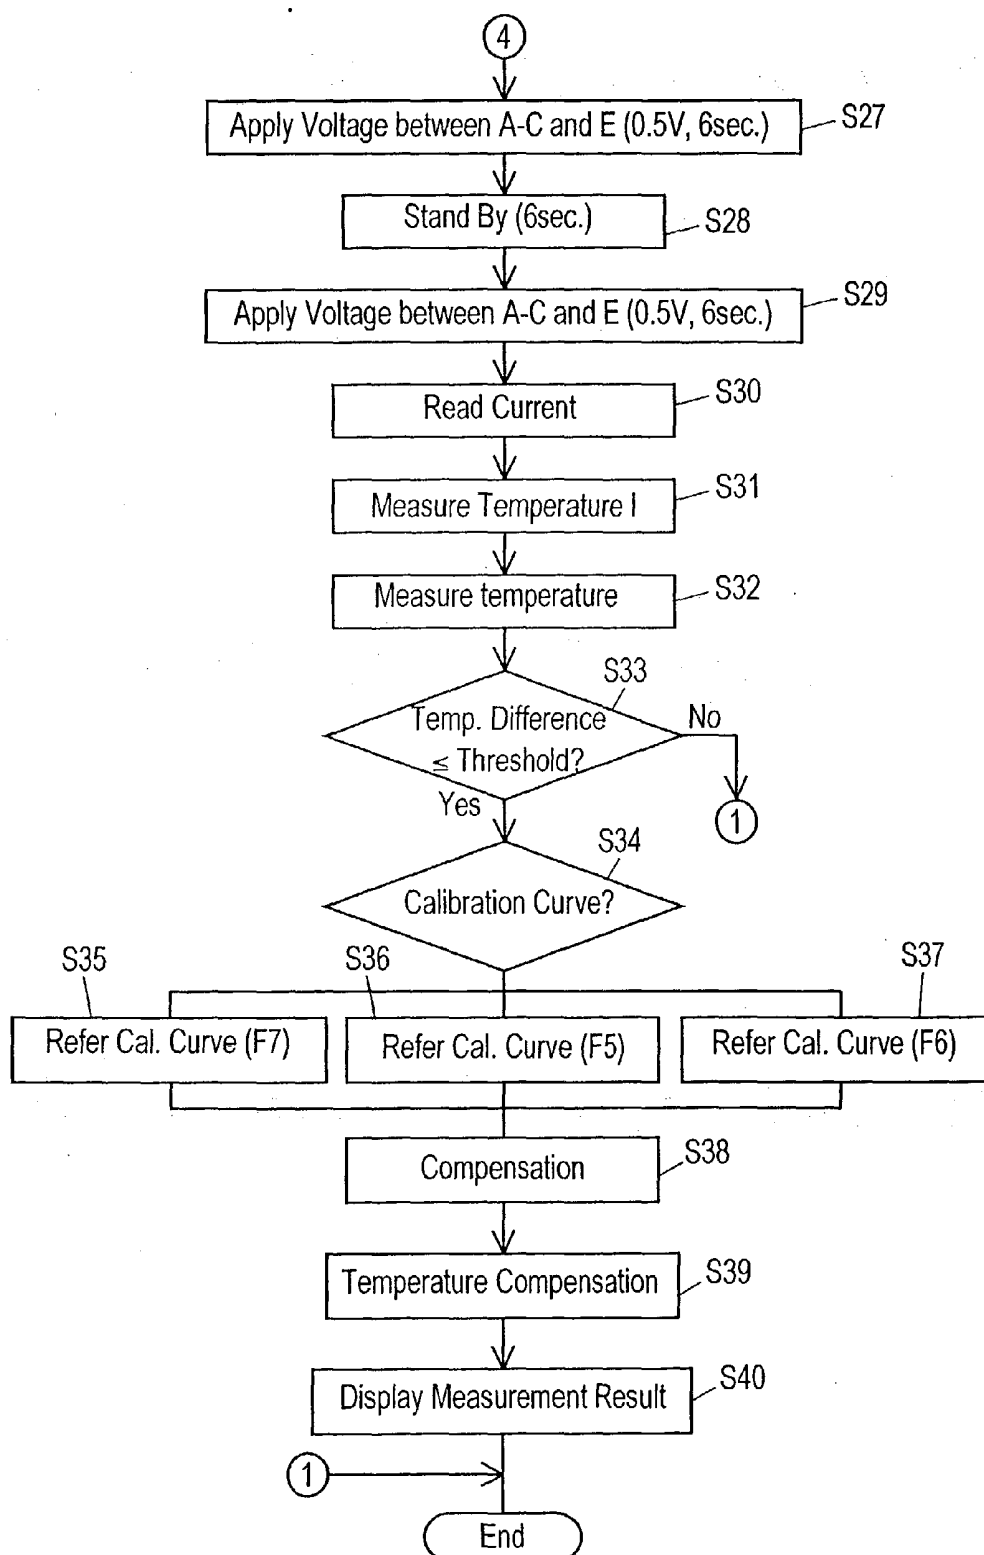 4
Apply Voltage between A-C and E (0.5V, 6sec.)
S27
Stand By (6sec.)
S28
Apply Voltage between A-C and E (0.5V, 6sec.)
S29
Read Current
S30
Measure Temperature I
S31
Measure temperature
S32
S33
Temp. Difference
≦ Threshold?
No
Yes
1
S34
Calibration Curve?
S35
S36
S37
Refer Cal. Curve (F7)
Refer Cal. Curve (F5)
Refer Cal. Curve (F6)
Compensation
S38
Temperature Compensation
S39
Display Measurement Result
S40
1
End